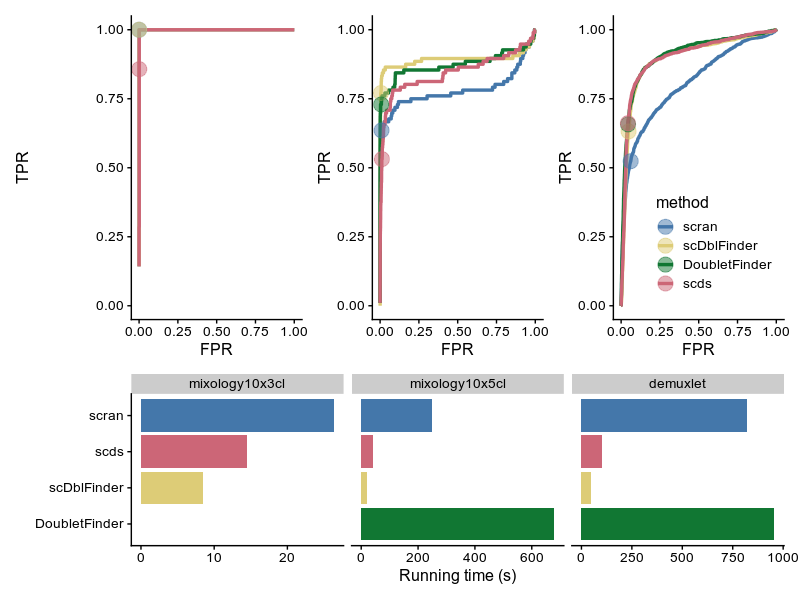 TPR
1.00
0.75
0.50
0.25
0.00
0.00 0.25 0.50 0.75 1.00
FPR
TPR
1.00
0.75
0.50
0.25
0.00
0.00 0.25 0.50 0.75 1.00
FPR
TPR
1.00
0.75
0.50
0.25
0.00
0.00 0.25 0.50 0.75 1.00
FPR
method
scran
scDblFinder
DoubletFinder
scds
mixology10x3cl
mixology10x5cl
demuxlet
scran
scds
scDblFinder
DoubletFinder
0 10 20
0 200 400 600
0 250 500 750 1000
Running time (s)